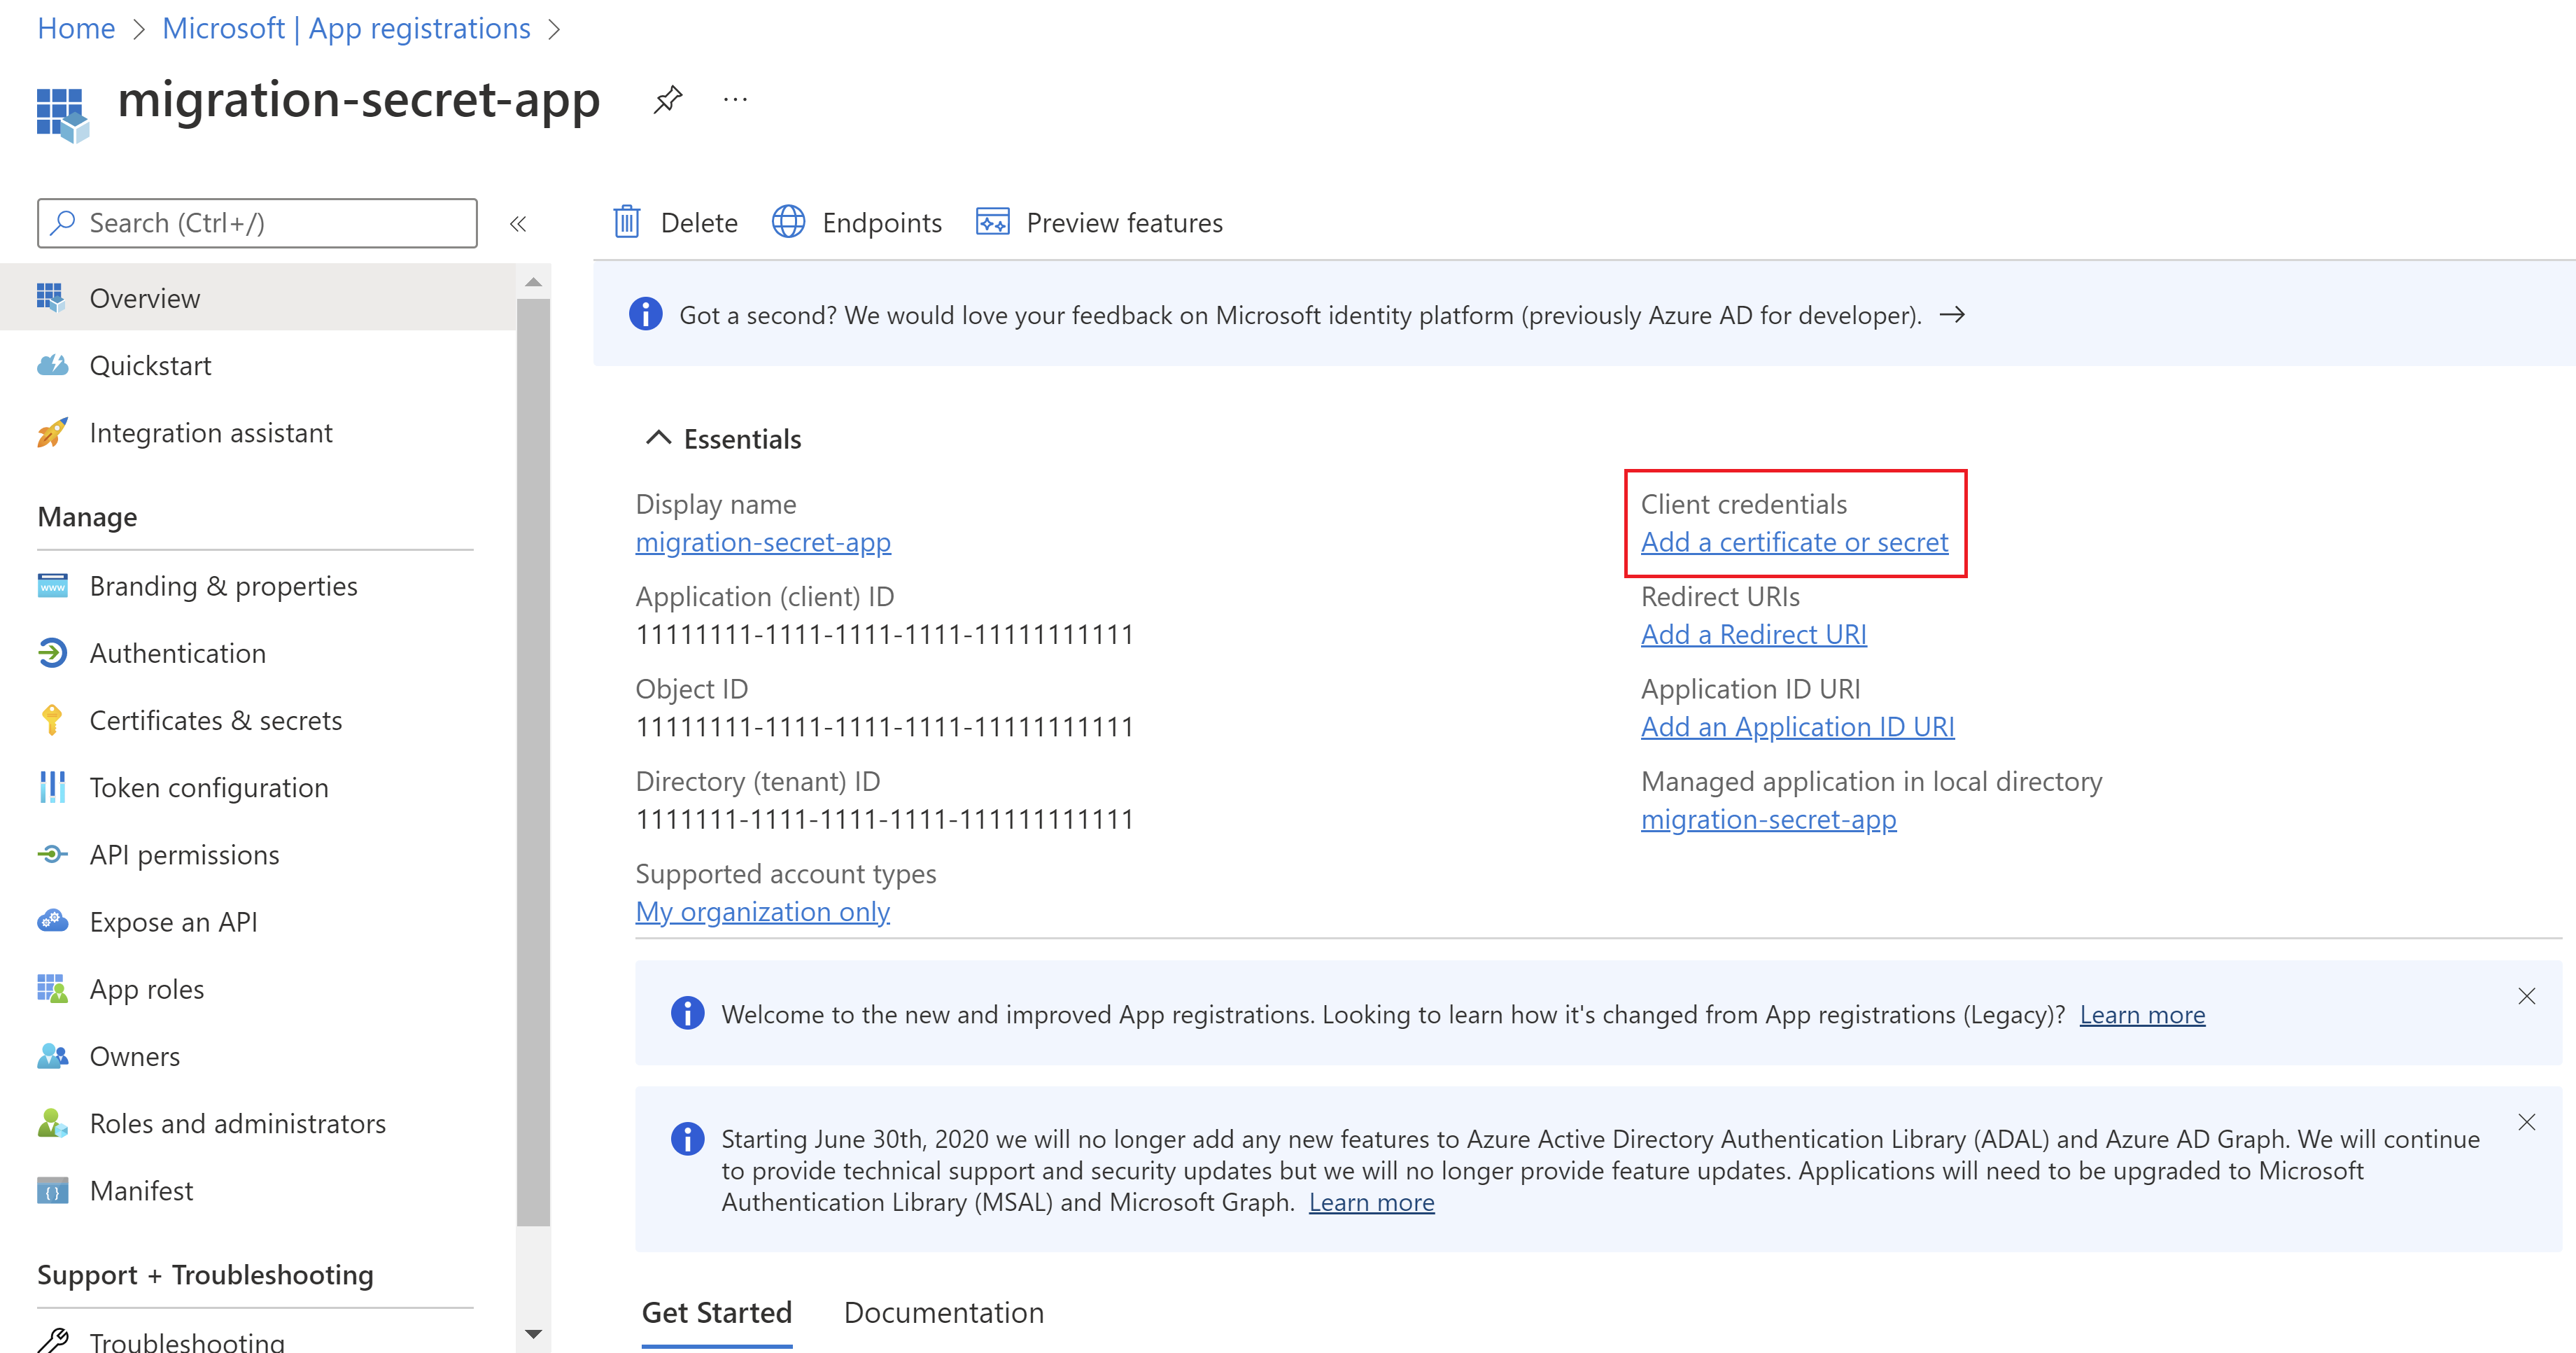 Home > Microsoft | App registrations >
migration-secret-app
...
Search (Ctrl+/)
«
Overview
Quickstart
Integration assistant
Manage
Branding & properties
Authentication
Certificates & secrets
Token configuration
API permissions
Expose an API
App roles
Owners
Roles and administrators
Manifest
Support + Troubleshooting
Troubleshooting
Delete Endpoints Preview features
Got a second? We would love your feedback on Microsoft identity platform (previously Azure AD for developer). →
Essentials
Display name
migration-secret-app
Application (client) ID
11111111-1111-1111-1111-11111111111
Object ID
11111111-1111-1111-1111-11111111111
Directory (tenant) ID
1111111-1111-1111-1111-111111111111
Supported account types
My organization only
Client credentials
Add a certificate or secret
Redirect URIs
Add a Redirect URI
Application ID URI
Add an Application ID URI
Managed application in local directory
migration-secret-app
Welcome to the new and improved App registrations. Looking to learn how it's changed from App registrations (Legacy)? Learn more
Starting June 30th, 2020 we will no longer add any new features to Azure Active Directory Authentication Library (ADAL) and Azure AD Graph. We will continue
to provide technical support and security updates but we will no longer provide feature updates. Applications will need to be upgraded to Microsoft
Authentication Library (MSAL) and Microsoft Graph. Learn more
Get Started Documentation